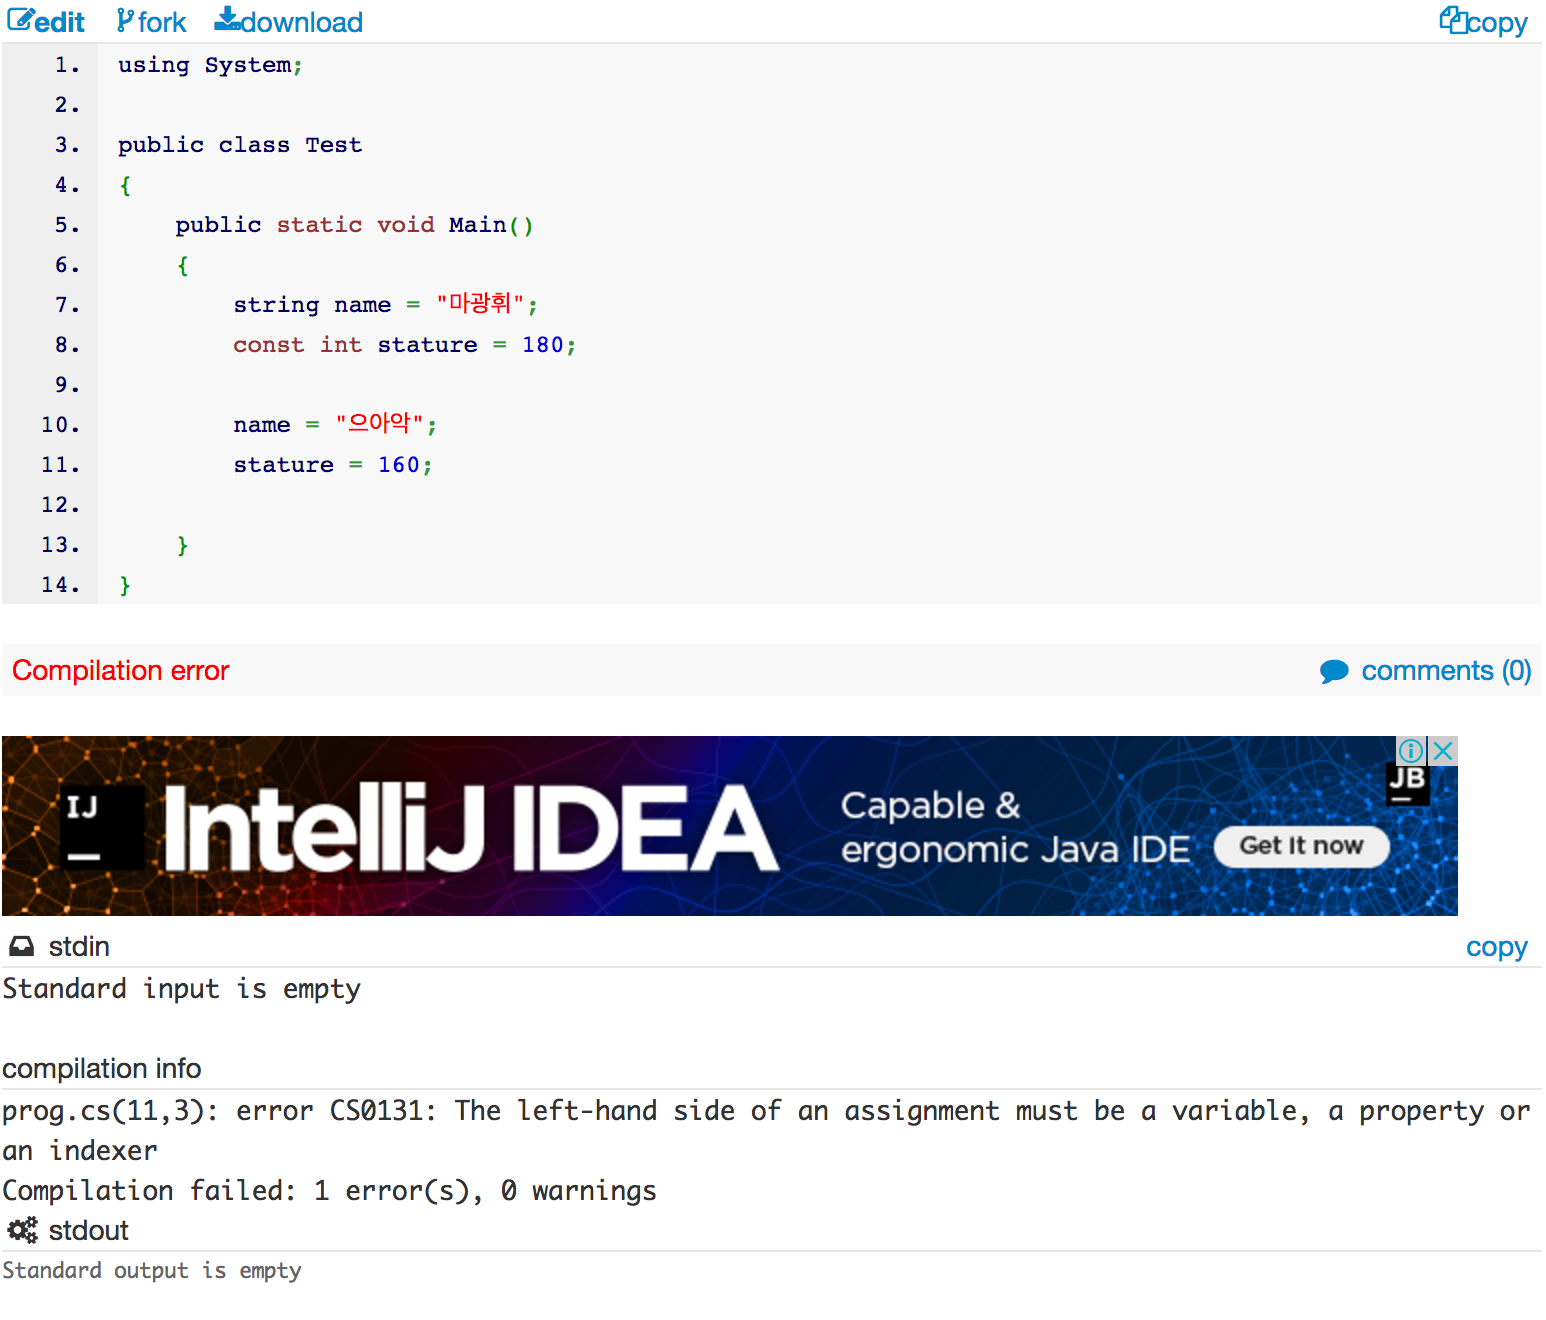 edit fork download copy
1. using System;
2.
3. public class Test
4. {
5. public static void Main()
6. {
7. string name = "마광휘";
8. const int stature = 180;
9.
10. name = "으아악";
11. stature = 160;
12.
13. }
14. }
Compilation error comments (0)
IJ IntelliJ IDEA Capable & JB
ergonomic Java IDE Get It now
stdin copy
Standard input is empty
compilation info
prog.cs(11,3): error CS0131: The left-hand side of an assignment must be a variable, a property or
an indexer
Compilation failed: 1 error(s), 0 warnings
stdout
Standard output is empty